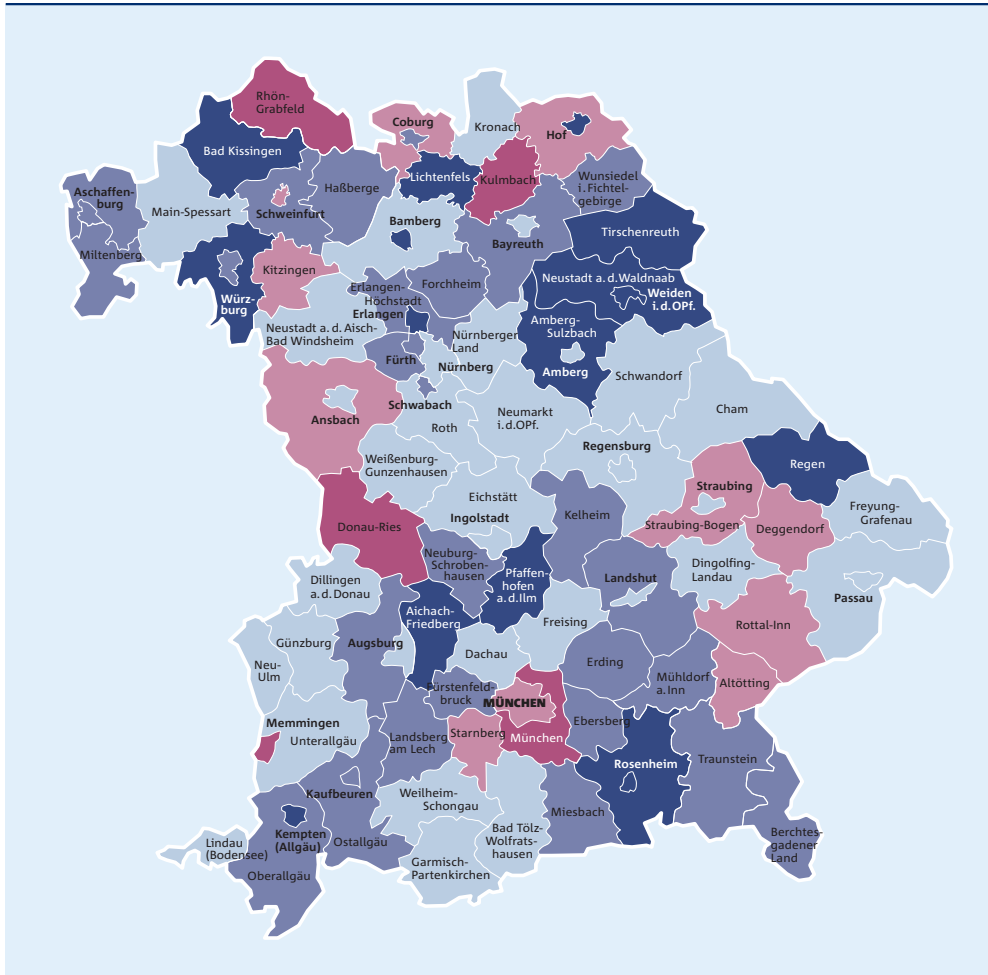 Rhön-
Grabfeld
Coburg
Kronach
Hof
Bad Kissingen
Lichtenfels
Kulmbach
Wunsiedel
i. Fichtel-
gebirge
Aschaffen-
burg
Main-Spessart
Schweinfurt
Haßberge
Bamberg
Bayreuth
Tirschenreuth
Miltenberg
Kitzingen
Würz-
burg
Erlangen-
Höchstadt
Erlangen
Forchheim
Neustadt a. d. Waldnaab
Weiden
i. d. OPf.
Neustadt a. d. Aisch-
Bad Windsheim
Nürnberger
Land
Amberg-
Sulzbach
Fürth
Nürnberg
Amberg
Schwandorf
Ansbach
Schwabach
Roth
Neumarkt
i. d. OPf.
Cham
Regensburg
Weißenburg-
Gunzenhausen
Regen
Straubing
Eichstätt
Ingolstadt
Kelheim
Straubing-Bogen
Deggendorf
Freyung-
Grafenau
Donau-Ries
Neuburg-
Schroben-
hausen
Pfaffen-
hofen
a. d. Ilm
Landshut
Dingolfing-
Landau
Passau
Dillingen
a. d. Donau
Aichach-
Friedberg
Freising
Rottal-Inn
Günzburg
Augsburg
Dachau
Erding
Neu-
Ulm
Mühldorf
a. Inn
Altötting
Fürstenfeld-
bruck
MÜNCHEN
Ebersberg
Memmingen
Unterallgäu
Landsberg
am Lech
Starnberg
München
Rosenheim
Traunstein
Kaufbeuren
Weilheim-
Schongau
Miesbach
Kempten
(Allgäu)
Ostallgäu
Bad Tölz-
Wolfrats-
hausen
Berchtes-
gadener
Land
Lindau
(Bodensee)
Oberallgäu
Garmisch-
Partenkirchen